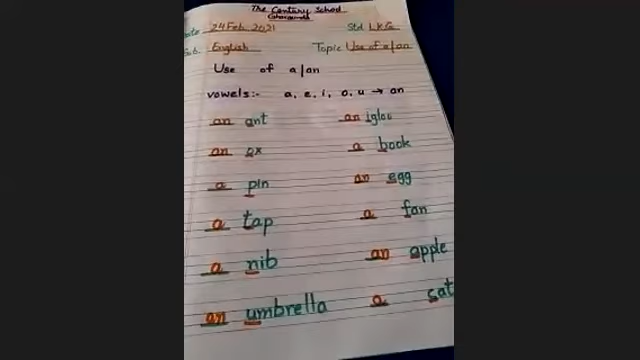 The Century School
Date 24 Feb. 2021 Std LKG
Sub. English Topic Use of a/an
Use of a/an
vowels:- a, e, i, o, u → an
an ant an igloo
an ox a book
a pin an egg
a tap a fan
a nib an apple
an umbrella a cat